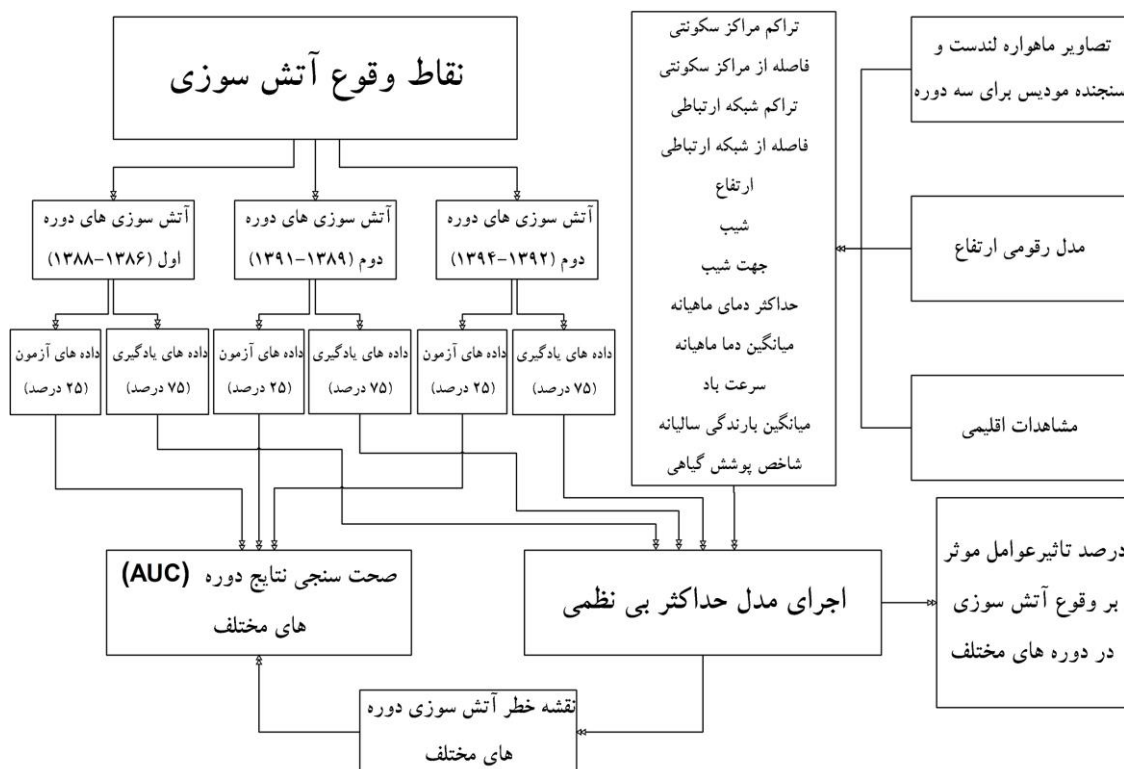 نقاط وقوع آتش سوزی
تراکم مراکز سکونتی
فاصله از مراکز سکونتی
تراکم شبکه ارتباطی
فاصله از شبکه ارتباطی
ارتفاع
شیب
جهت شیب
حداکثر دمای ماهیانه
میانگین دما ماهیانه
سرعت باد
میانگین بارندگی سالیانه
شاخص پوشش گیاهی
تصاویر ماهواره لندست و
سنجنده مودیس برای سه دوره
مدل رقومی ارتفاع
مشاهدات اقلیمی
آتش سوزی های دوره
دوم (۱۳۹۲-۱۳۹۴)
آتش سوزی های دوره
دوم (۱۳۸۹-۱۳۹۱)
آتش سوزی های دوره
اول (۱۳۸۶-۱۳۸۸)
داده های یادگیری
(۷۵ درصد)
داده های آزمون
(۲۵ درصد)
داده های یادگیری
(۷۵ درصد)
داده های آزمون
(۲۵ درصد)
داده های یادگیری
(۷۵ درصد)
داده های آزمون
(۲۵ درصد)
درصد تاثیرعوامل موثر
بر وقوع آتش سوزی
در دوره های مختلف
اجرای مدل حداکثر بی نظمی
صحت سنجی نتایج دوره (AUC)
های مختلف
نقشه خطر آتش سوزی دوره
های مختلف